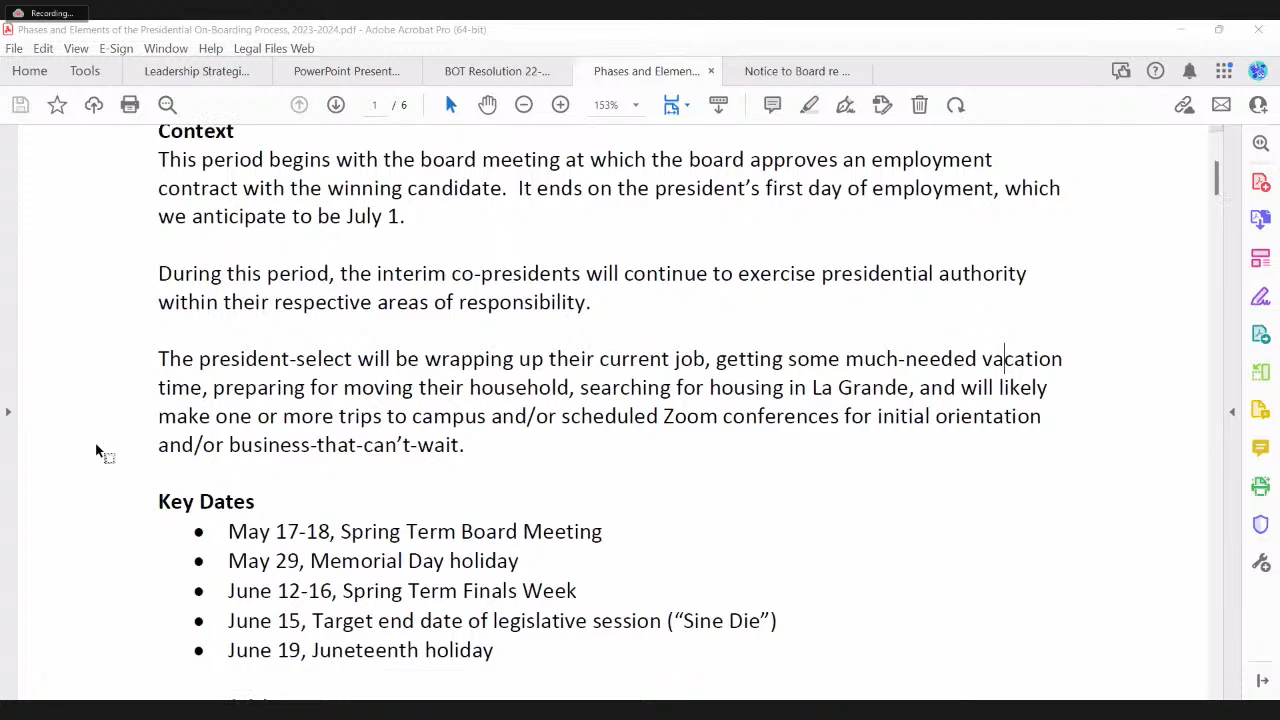 Recording...
Phases and Elements of the Presidential On-Boarding Process, 2023-2024.pdf - Adobe Acrobat Pro (64-bit)
File Edit View E-Sign Window Help Legal Files Web
Home Tools Leadership Strategi... PowerPoint Present... BOT Resolution 22-... Phases and Elemen... × Notice to Board re ...
1 / 6 153%
Context
This period begins with the board meeting at which the board approves an employment
contract with the winning candidate. It ends on the president’s first day of employment, which
we anticipate to be July 1.
During this period, the interim co-presidents will continue to exercise presidential authority
within their respective areas of responsibility.
The president-select will be wrapping up their current job, getting some much-needed vacation
time, preparing for moving their household, searching for housing in La Grande, and will likely
make one or more trips to campus and/or scheduled Zoom conferences for initial orientation
and/or business-that-can’t-wait.
Key Dates
• May 17-18, Spring Term Board Meeting
• May 29, Memorial Day holiday
• June 12-16, Spring Term Finals Week
• June 15, Target end date of legislative session (“Sine Die”)
• June 19, Juneteenth holiday